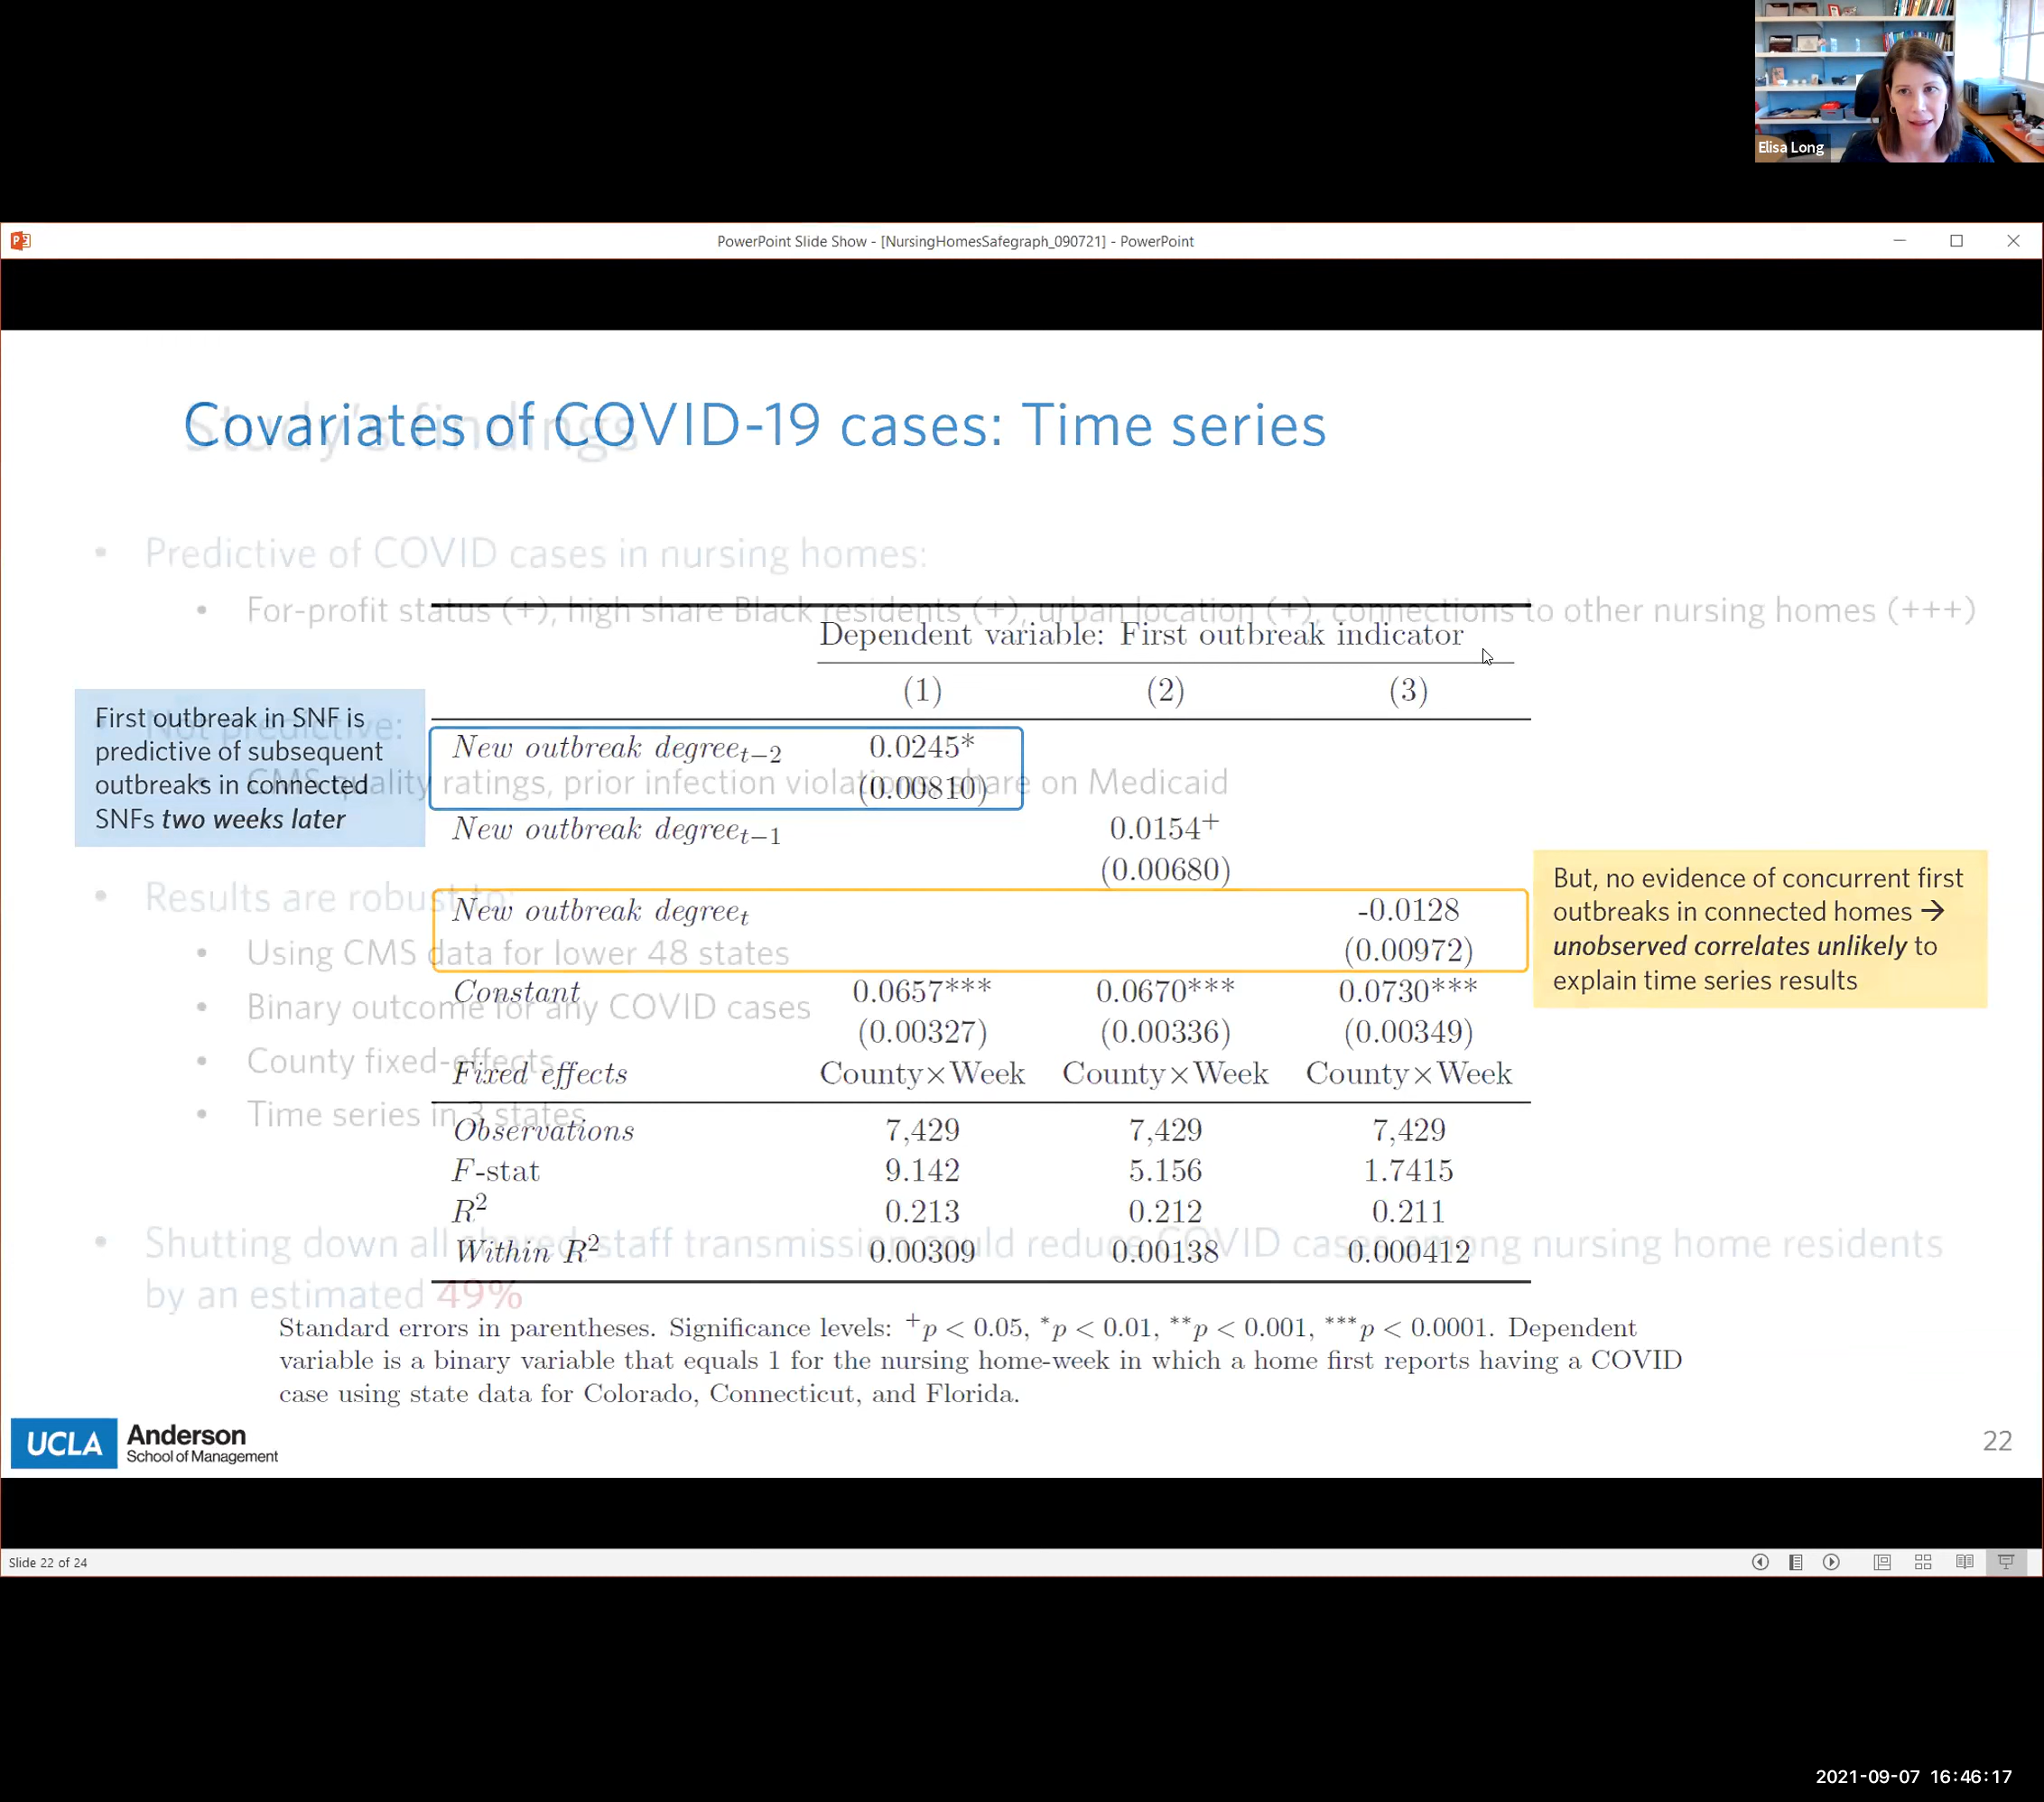 Elisa Long
PowerPoint Slide Show - [NursingHomesSafegraph_090721] - PowerPoint
Covariates of COVID-19 cases: Time series
Study's findings
• Predictive of COVID cases in nursing homes:
• For-profit status (+), high share Black residents (+), urban location (+), connections to other nursing homes (+++)
Dependent variable: First outbreak indicator
(1) (2) (3)
First outbreak in SNF is
predictive of subsequent
outbreaks in connected
SNFs two weeks later
• Not predictive:
• CMS quality ratings, prior infection violations, share on Medicaid
New outbreak degree t−2 0.0245*
(0.00810)
New outbreak degree t−1 0.0154+
(0.00680)
New outbreak degree t -0.0128
(0.00972)
But, no evidence of concurrent first
outbreaks in connected homes →
unobserved correlates unlikely to
explain time series results
• Results are robust to:
• Using CMS data for lower 48 states
• Binary outcome for any COVID cases
• County fixed-effects
• Time series in 3 states
Constant 0.0657*** 0.0670*** 0.0730***
(0.00327) (0.00336) (0.00349)
Fixed effects County×Week County×Week County×Week
Observations 7,429 7,429 7,429
F-stat 9.142 5.156 1.7415
R² 0.213 0.212 0.211
Within R² 0.00309 0.00138 0.000412
• Shutting down all shared staff transmission could reduce COVID cases among nursing home residents
by an estimated 49%
Standard errors in parentheses. Significance levels: +p < 0.05, *p < 0.01, **p < 0.001, ***p < 0.0001. Dependent
variable is a binary variable that equals 1 for the nursing home-week in which a home first reports having a COVID
case using state data for Colorado, Connecticut, and Florida.
UCLA Anderson
School of Management
22
Slide 22 of 24
2021-09-07 16:46:17